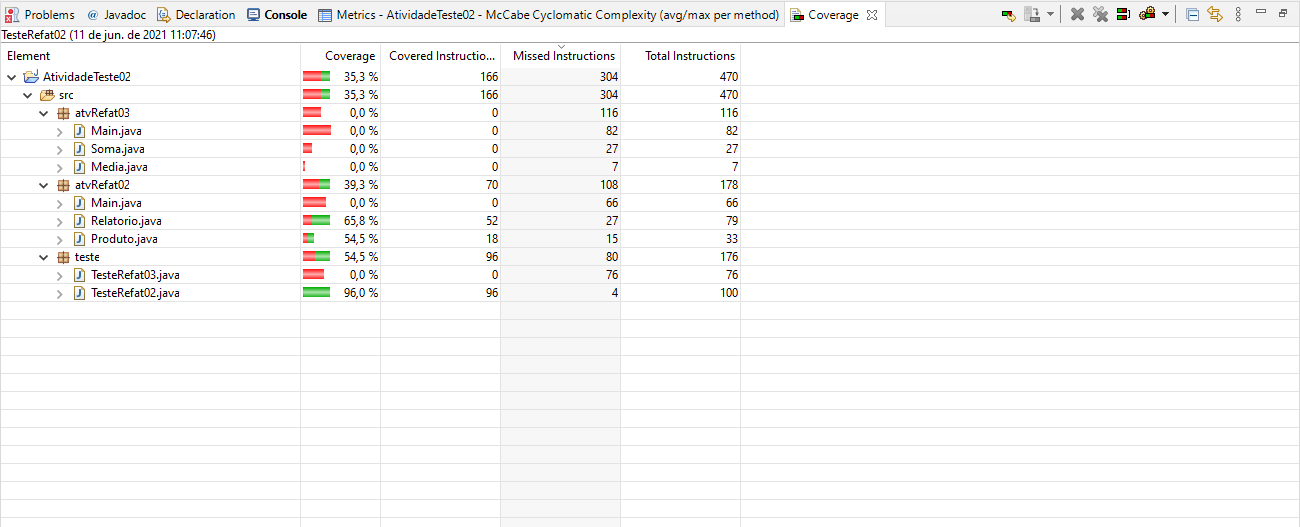 Problems @ Javadoc Declaration Console Metrics - AtividadeTeste02 - McCabe Cyclomatic Complexity (avg/max per method) Coverage
TesteRefat02 (11 de jun. de 2021 11:07:46)
Element Coverage Covered Instructio... Missed Instructions Total Instructions
AtividadeTeste02 35,3 % 166 304 470
src 35,3 % 166 304 470
atvRefat03 0,0 % 0 116 116
Main.java 0,0 % 0 82 82
Soma.java 0,0 % 0 27 27
Media.java 0,0 % 0 7 7
atvRefat02 39,3 % 70 108 178
Main.java 0,0 % 0 66 66
Relatorio.java 65,8 % 52 27 79
Produto.java 54,5 % 18 15 33
teste 54,5 % 96 80 176
TesteRefat03.java 0,0 % 0 76 76
TesteRefat02.java 96,0 % 96 4 100